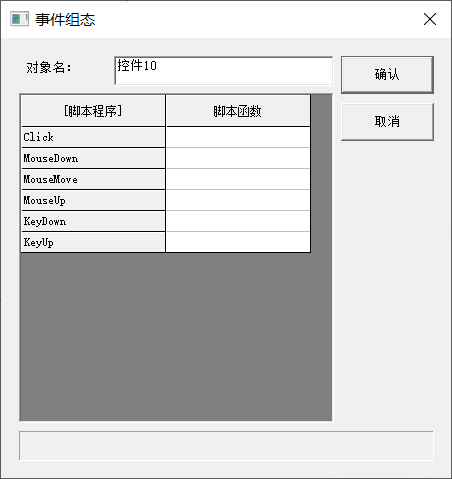 事件组态
对象名： 控件10
确认
取消
[脚本程序] 脚本函数
Click
MouseDown
MouseMove
MouseUp
KeyDown
KeyUp